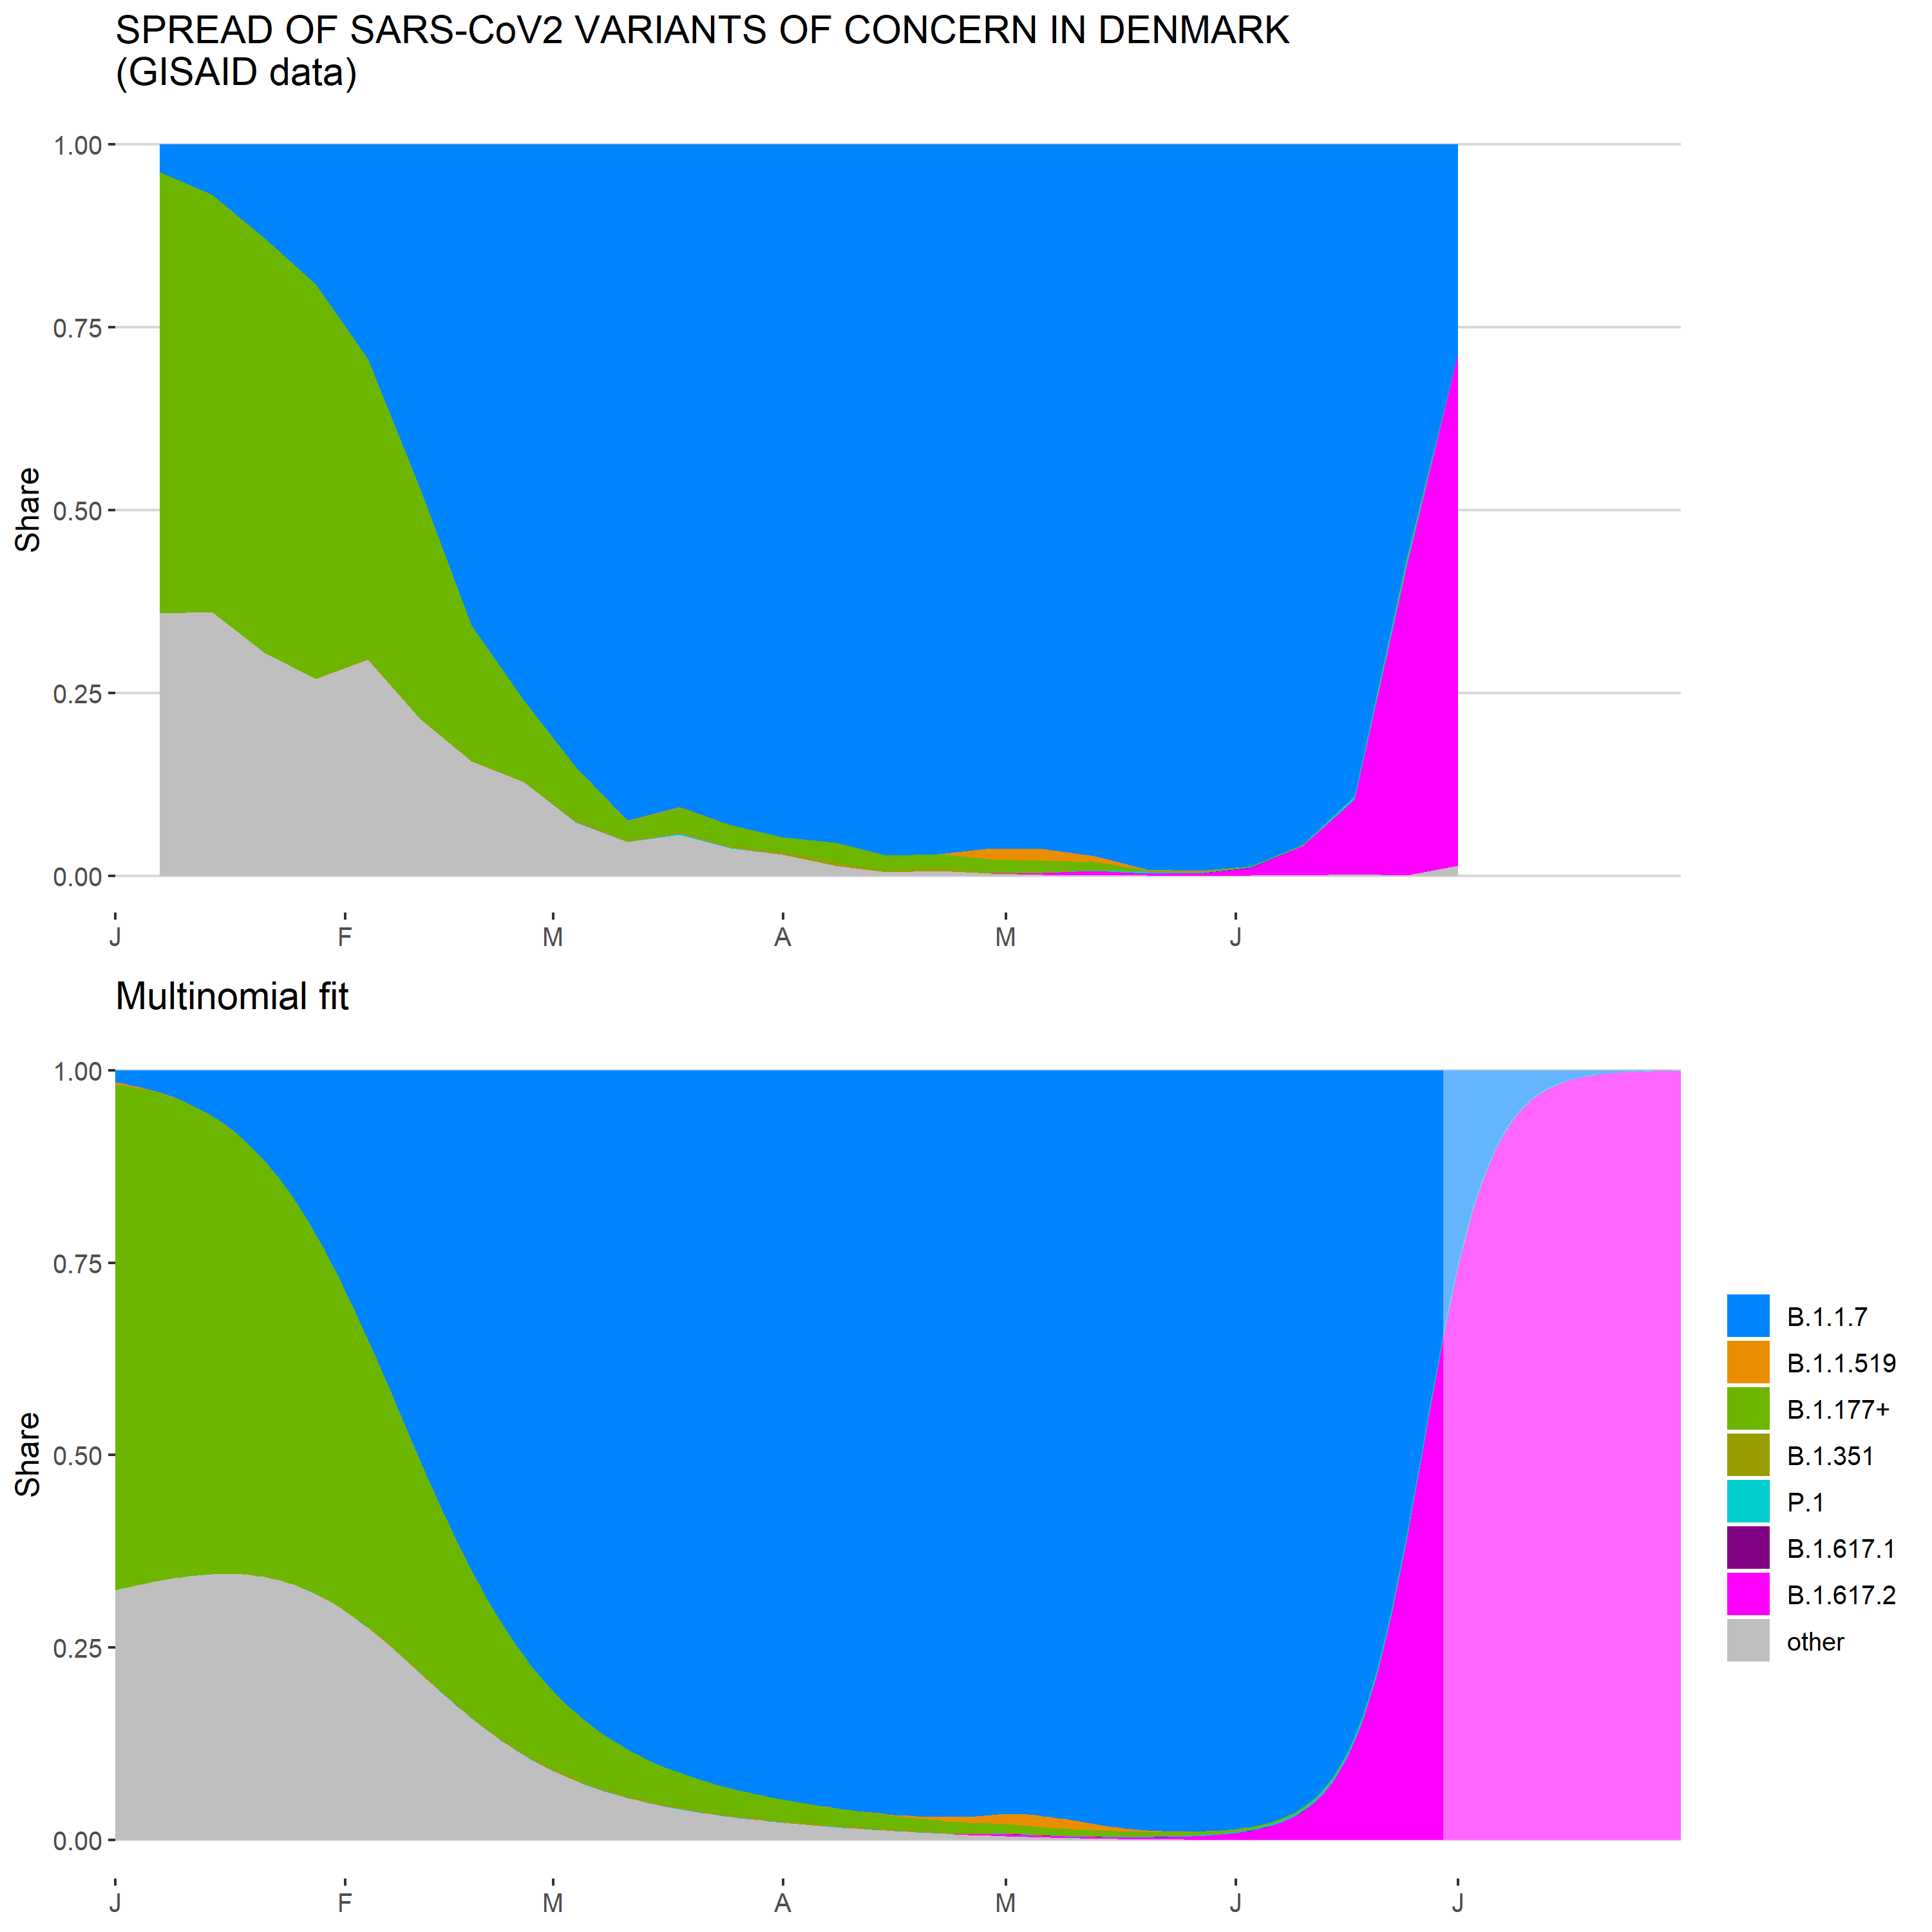 SPREAD OF SARS-CoV2 VARIANTS OF CONCERN IN DENMARK
(GISAID data)
1.00
0.75
0.50
0.25
0.00
Share
J F M A M J
Multinomial fit
1.00
0.75
0.50
0.25
0.00
Share
J F M A M J J
B.1.1.7
B.1.1.519
B.1.177+
B.1.351
P.1
B.1.617.1
B.1.617.2
other